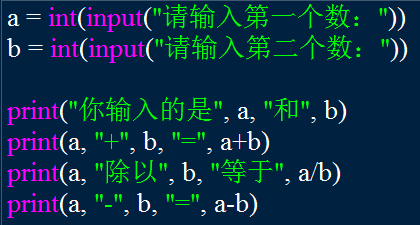 a = int(input("请输入第一个数："))
b = int(input("请输入第二个数："))
print("你输入的是", a, "和", b)
print(a, "+", b, "=", a+b)
print(a, "除以", b, "等于", a/b)
print(a, "-", b, "=", a-b)